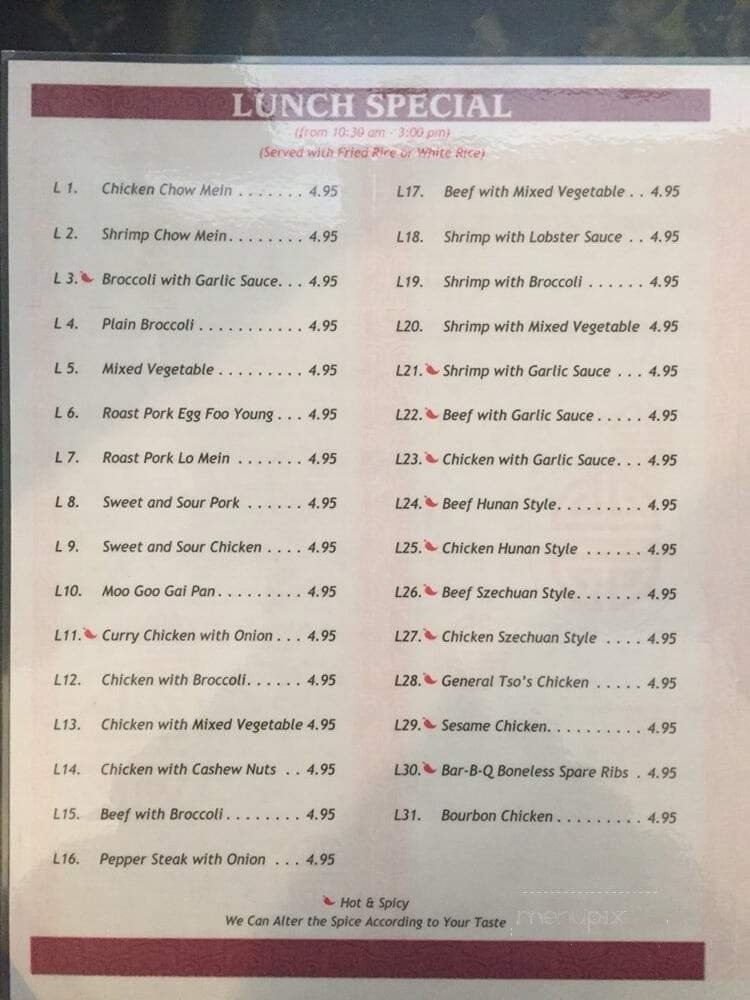 LUNCH SPECIAL
(from 10:30 am - 3:00 pm)
(Served with Fried Rice or White Rice)
L 1. Chicken Chow Mein . . . . . . . 4.95
L 2. Shrimp Chow Mein. . . . . . . . 4.95
L 3. Broccoli with Garlic Sauce. . . 4.95
L 4. Plain Broccoli . . . . . . . . . . . 4.95
L 5. Mixed Vegetable . . . . . . . . . 4.95
L 6. Roast Pork Egg Foo Young . . . 4.95
L 7. Roast Pork Lo Mein . . . . . . . 4.95
L 8. Sweet and Sour Pork . . . . . . 4.95
L 9. Sweet and Sour Chicken . . . . 4.95
L10. Moo Goo Gai Pan. . . . . . . . . 4.95
L11. Curry Chicken with Onion . . . 4.95
L12. Chicken with Broccoli. . . . . . 4.95
L13. Chicken with Mixed Vegetable 4.95
L14. Chicken with Cashew Nuts . . 4.95
L15. Beef with Broccoli . . . . . . . . 4.95
L16. Pepper Steak with Onion . . . 4.95
L17. Beef with Mixed Vegetable . . 4.95
L18. Shrimp with Lobster Sauce . . 4.95
L19. Shrimp with Broccoli . . . . . . 4.95
L20. Shrimp with Mixed Vegetable 4.95
L21. Shrimp with Garlic Sauce . . . 4.95
L22. Beef with Garlic Sauce . . . . . 4.95
L23. Chicken with Garlic Sauce. . . 4.95
L24. Beef Hunan Style. . . . . . . . . 4.95
L25. Chicken Hunan Style . . . . . . 4.95
L26. Beef Szechuan Style. . . . . . . 4.95
L27. Chicken Szechuan Style . . . . 4.95
L28. General Tso's Chicken . . . . . 4.95
L29. Sesame Chicken. . . . . . . . . . 4.95
L30. Bar-B-Q Boneless Spare Ribs . 4.95
L31. Bourbon Chicken . . . . . . . . . 4.95
Hot & Spicy
We Can Alter the Spice According to Your Taste
menupix